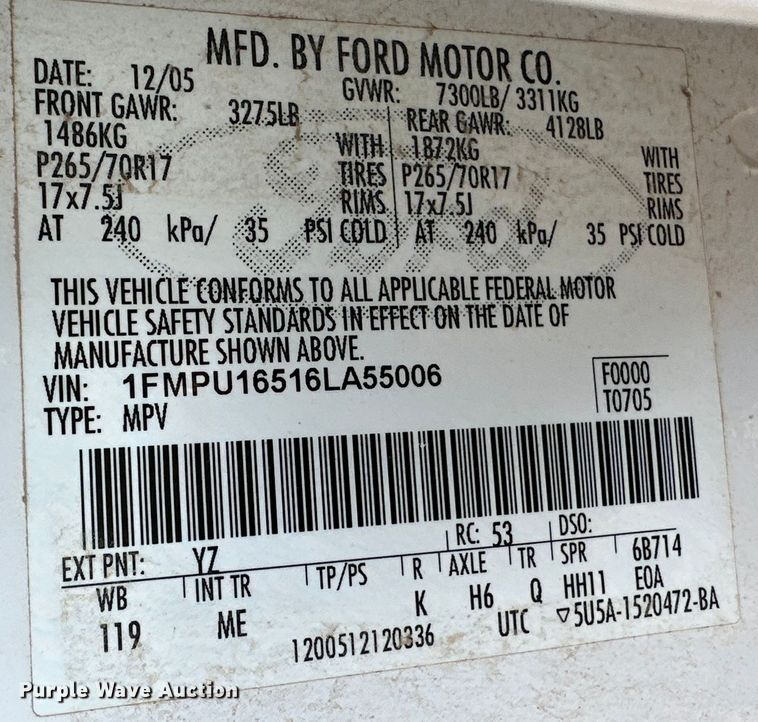 MFD. BY FORD MOTOR CO.
DATE: 12/05 GVWR: 7300LB/ 3311KG
FRONT GAWR: 3275LB REAR GAWR: 4128LB
1486KG WITH 1872KG WITH
P265/70R17 TIRES P265/70R17 TIRES
17x7.5J RIMS 17x7.5J RIMS
AT 240 kPa/ 35 PSI COLD AT 240 kPa/ 35 PSI COLD
THIS VEHICLE CONFORMS TO ALL APPLICABLE FEDERAL MOTOR
VEHICLE SAFETY STANDARDS IN EFFECT ON THE DATE OF
MANUFACTURE SHOWN ABOVE.
VIN: 1FMPU16516LA55006 F0000
TYPE: MPV T0705
EXT PNT: YZ RC: 53 DSO:
WB INT TR TP/PS R AXLE TR SPR 6B714
119 ME K H6 Q HH11 E0A
1200512120336 UTC ▽5U5A-1520472-BA
Purple Wave Auction